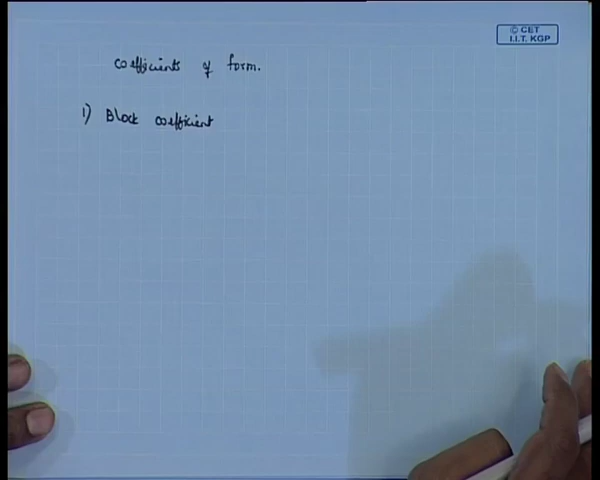 © CET
I.I.T. KGP
coefficients of form.
1) Block coefficient